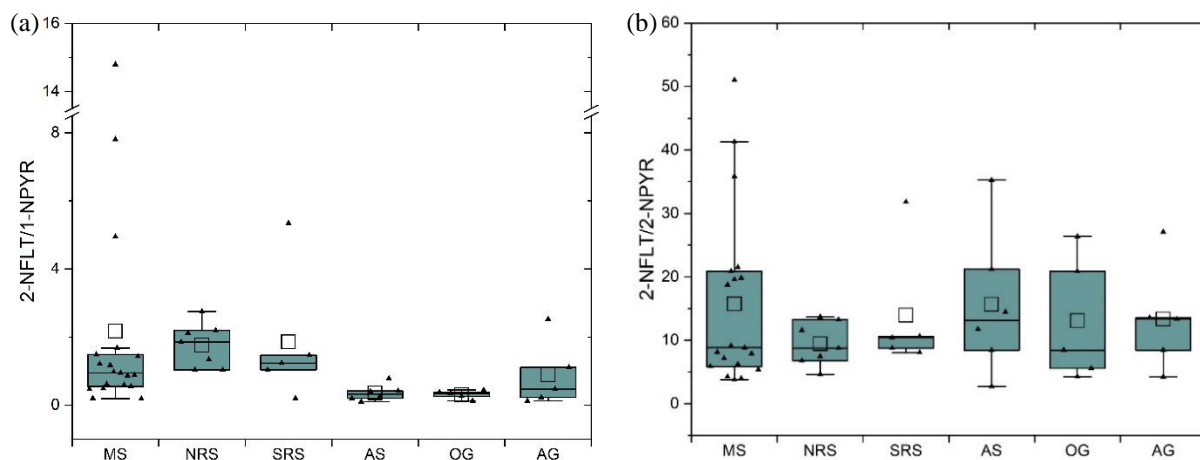 (a)
16
14
8
4
0
2-NFLT/1-NPYR
MS NRS SRS AS OG AG
(b)
60
50
40
30
20
10
0
2-NFLT/2-NPYR
MS NRS SRS AS OG AG